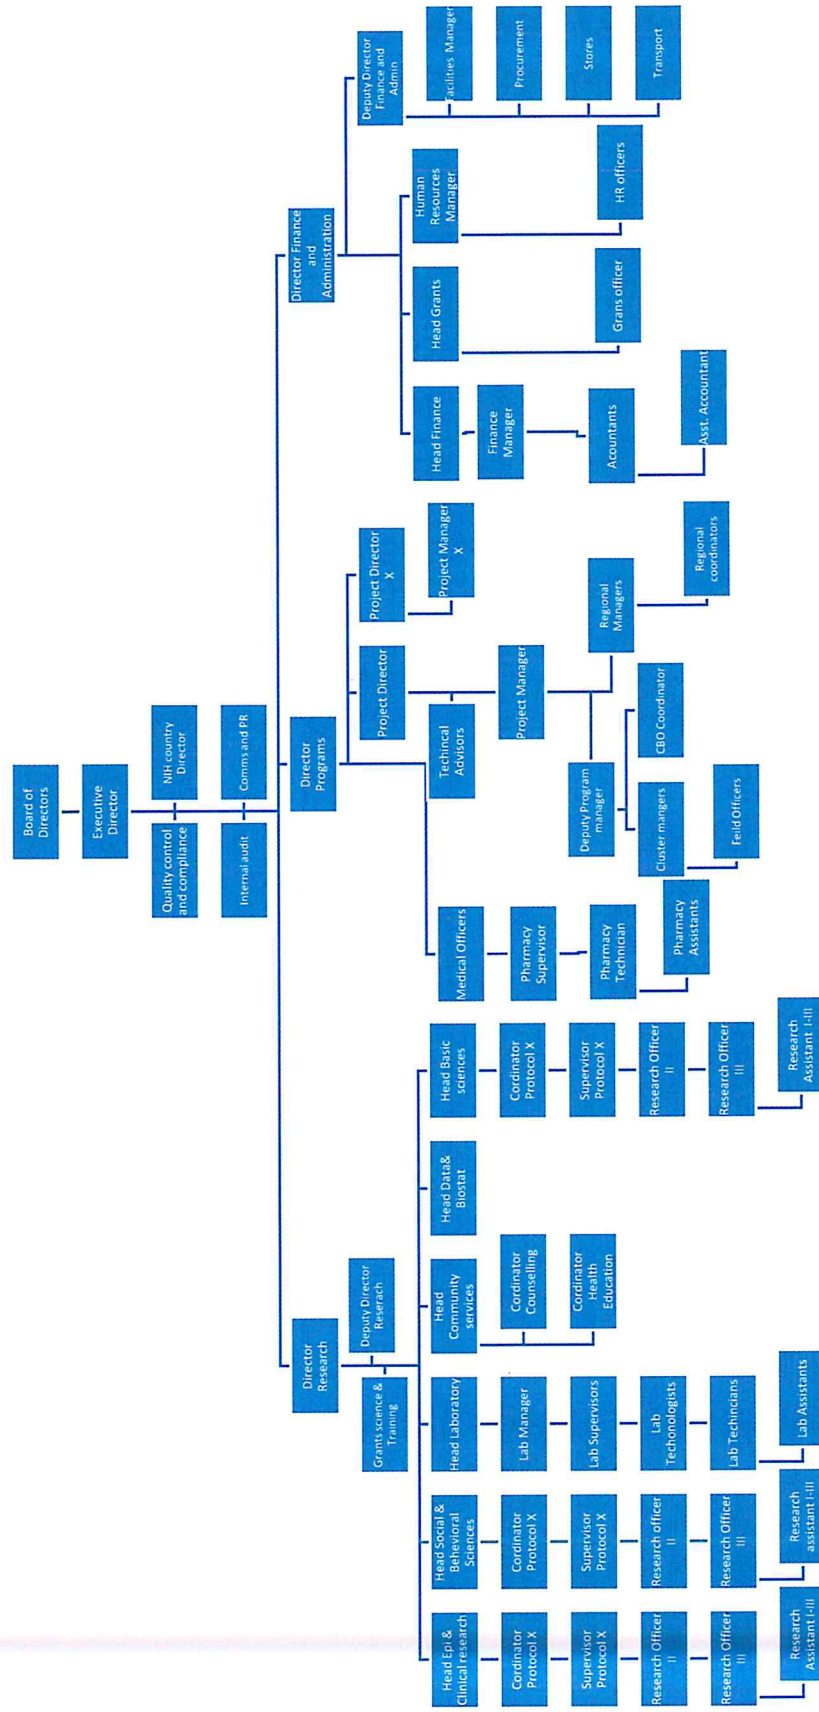 Board of
Directors
Executive
Director
Quality control
and compliance
NIH country
Director
Internal audit
Comms and PR
Director
Research
Director
Programs
Director Finance
and
Administration
Grants science &
Training
Deputy Director
Reserach
Head Epi &
Clinical research
Cordinator
Protocol X
Supervisor
Protocol X
Research Officer
II
Research Officer
III
Research
Assistant I-III
Head Social &
Behavioral
Sciences
Cordinator
Protocol X
Supervisor
Protocol X
Research officer
II
Research Officer
III
Research
assistant I-III
Head Laboratory
Lab Manager
Lab Supervisors
Lab
Techonologists
Lab Techincians
Lab Assistants
Head
Community
services
Cordinator
Counselling
Cordinator
Health
Education
Head Data&
Biostat
Head Basic
sciences
Cordinator
Protocol X
Supervisor
Protocol X
Research Officer
II
Research Officer
III
Research
Assistant I-III
Medical Officers
Pharmacy
Supervisor
Pharmacy
Technician
Pharmacy
Assistants
Project Director
Techincal
Advisors
Project Manager
Deputy Program
manager
Cluster mangers
Feild Officers
CBO Coordinator
Regional
Managers
Regional
coordinators
Project Director
X
Project Manager
X
Head Finance
Finance
Manager
Acountants
Asst. Accountant
Head Grants
Grans officer
Human
Resources
Manager
HR officers
Deputy Director
Finance and
Admin
Facilities Manager
Procurement
Stores
Transport